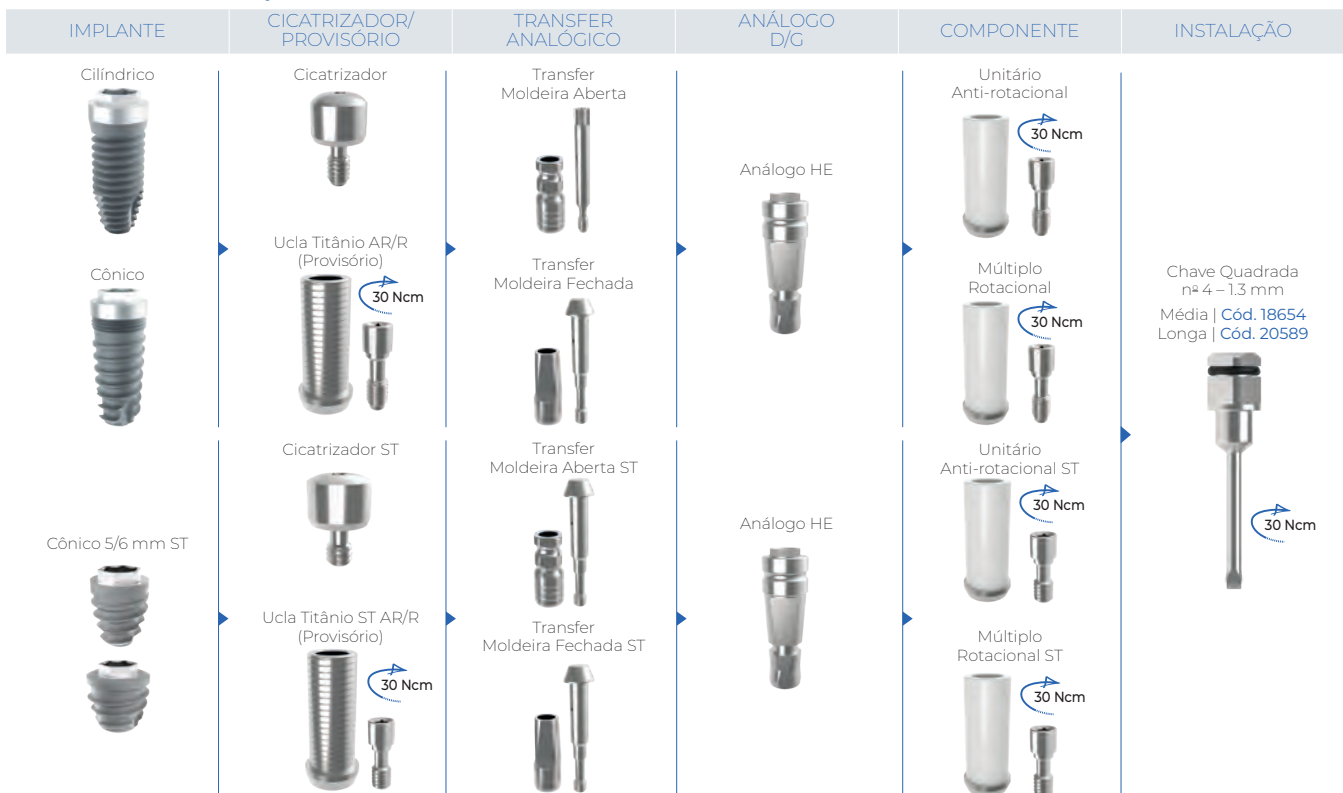 IMPLANTE
CICATRIZADOR/
PROVISÓRIO
TRANSFER
ANALÓGICO
ANÁLOGO
D/G
COMPONENTE
INSTALAÇÃO
Cilíndrico
Cônico
Cicatrizador
Ucla Titânio AR/R
(Provisório)
30 Ncm
Transfer
Moldeira Aberta
Transfer
Moldeira Fechada
Análogo HE
Unitário
Anti-rotacional
30 Ncm
Múltiplo
Rotacional
30 Ncm
Cônico 5/6 mm ST
Cicatrizador ST
Ucla Titânio ST AR/R
(Provisório)
30 Ncm
Transfer
Moldeira Aberta ST
Transfer
Moldeira Fechada ST
Análogo HE
Unitário
Anti-rotacional ST
30 Ncm
Múltiplo
Rotacional ST
30 Ncm
Chave Quadrada
nº 4 – 1.3 mm
Média | Cód. 18654
Longa | Cód. 20589
30 Ncm